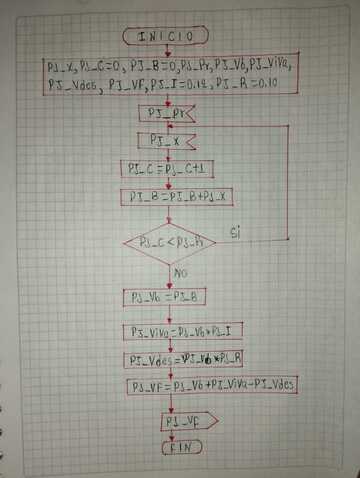 INICIO
PJ_X, PJ_C=0, PJ_B=0, PJ_Pr, PJ_Vb, PJ_ViVa,
PJ_Vdes, PJ_VF, PJ_I=0.12, PJ_R=0.10
PJ_Pr
PJ_X
PJ_C=PJ_C+1
PJ_B=PJ_B+PJ_X
PJ_C<PJ_R
Si
NO
PJ_Vb=PJ_B
PJ_ViVa=PJ_Vb*PJ_I
PJ_Vdes=PJ_Vb*PJ_R
PJ_VF=PJ_Vb+PJ_ViVa-PJ_Vdes
PJ_VF
FIN